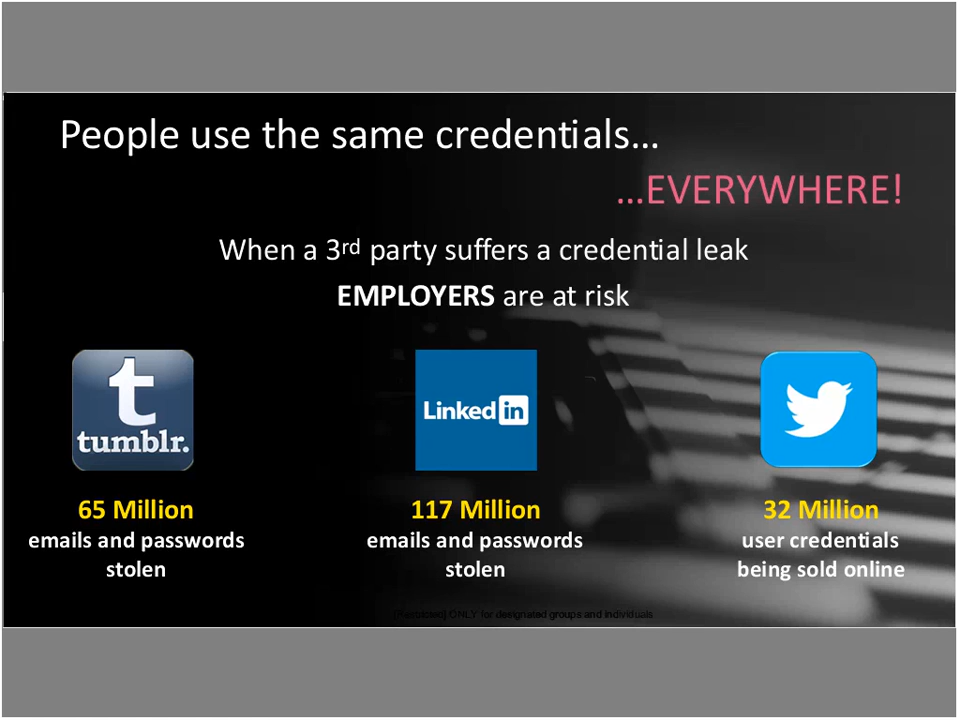 People use the same credentials…
…EVERYWHERE!
When a 3rd party suffers a credential leak
EMPLOYERS are at risk
t
tumblr.
Linked in
65 Million
emails and passwords
stolen
117 Million
emails and passwords
stolen
32 Million
user credentials
being sold online
ONLY for designated groups and individuals